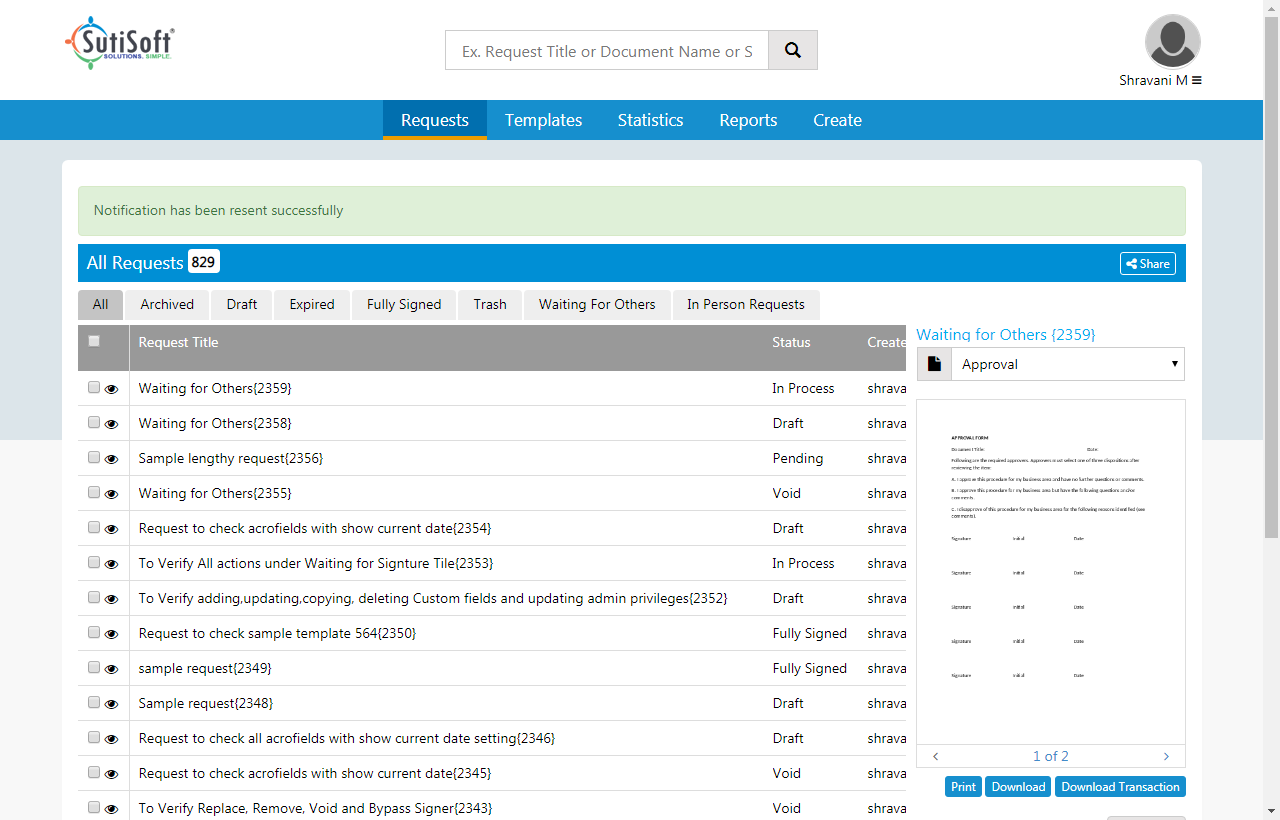 SutiSoft®
SOLUTIONS. SIMPLE.
Ex. Request Title or Document Name or S
Shravani M
Requests Templates Statistics Reports Create
Notification has been resent successfully
All Requests 829 Share
All Archived Draft Expired Fully Signed Trash Waiting For Others In Person Requests
Request Title Status Create
Waiting for Others{2359} In Process shrava
Waiting for Others{2358} Draft shrava
Sample lengthy request{2356} Pending shrava
Waiting for Others{2355} Void shrava
Request to check acrofields with show current date{2354} Draft shrava
To Verify All actions under Waiting for Signture Tile{2353} In Process shrava
To Verify adding,updating,copying, deleting Custom fields and updating admin privileges{2352} Draft shrava
Request to check sample template 564{2350} Fully Signed shrava
sample request{2349} Fully Signed shrava
Sample request{2348} Draft shrava
Request to check all acrofields with show current date setting{2346} Draft shrava
Request to check acrofields with show current date{2345} Void shrava
To Verify Replace, Remove, Void and Bypass Signer{2343} Void shrava
Waiting for Others {2359}
Approval
APPROVAL FORM
Document Title: Date:
Following are the required approvers. Approvers must select one of three dispositions after
reviewing the item:
A. I approve this procedure for my business area and have no further questions or comments.
B. I approve this procedure for my business area but have the following questions and/or
comments.
C. I disapprove of this procedure for my business area for the following reasons identified (see
comments).
Signature Initial Date
Signature Initial Date
Signature Initial Date
Signature Initial Date
Signature Initial Date
1 of 2
Print Download Download Transaction